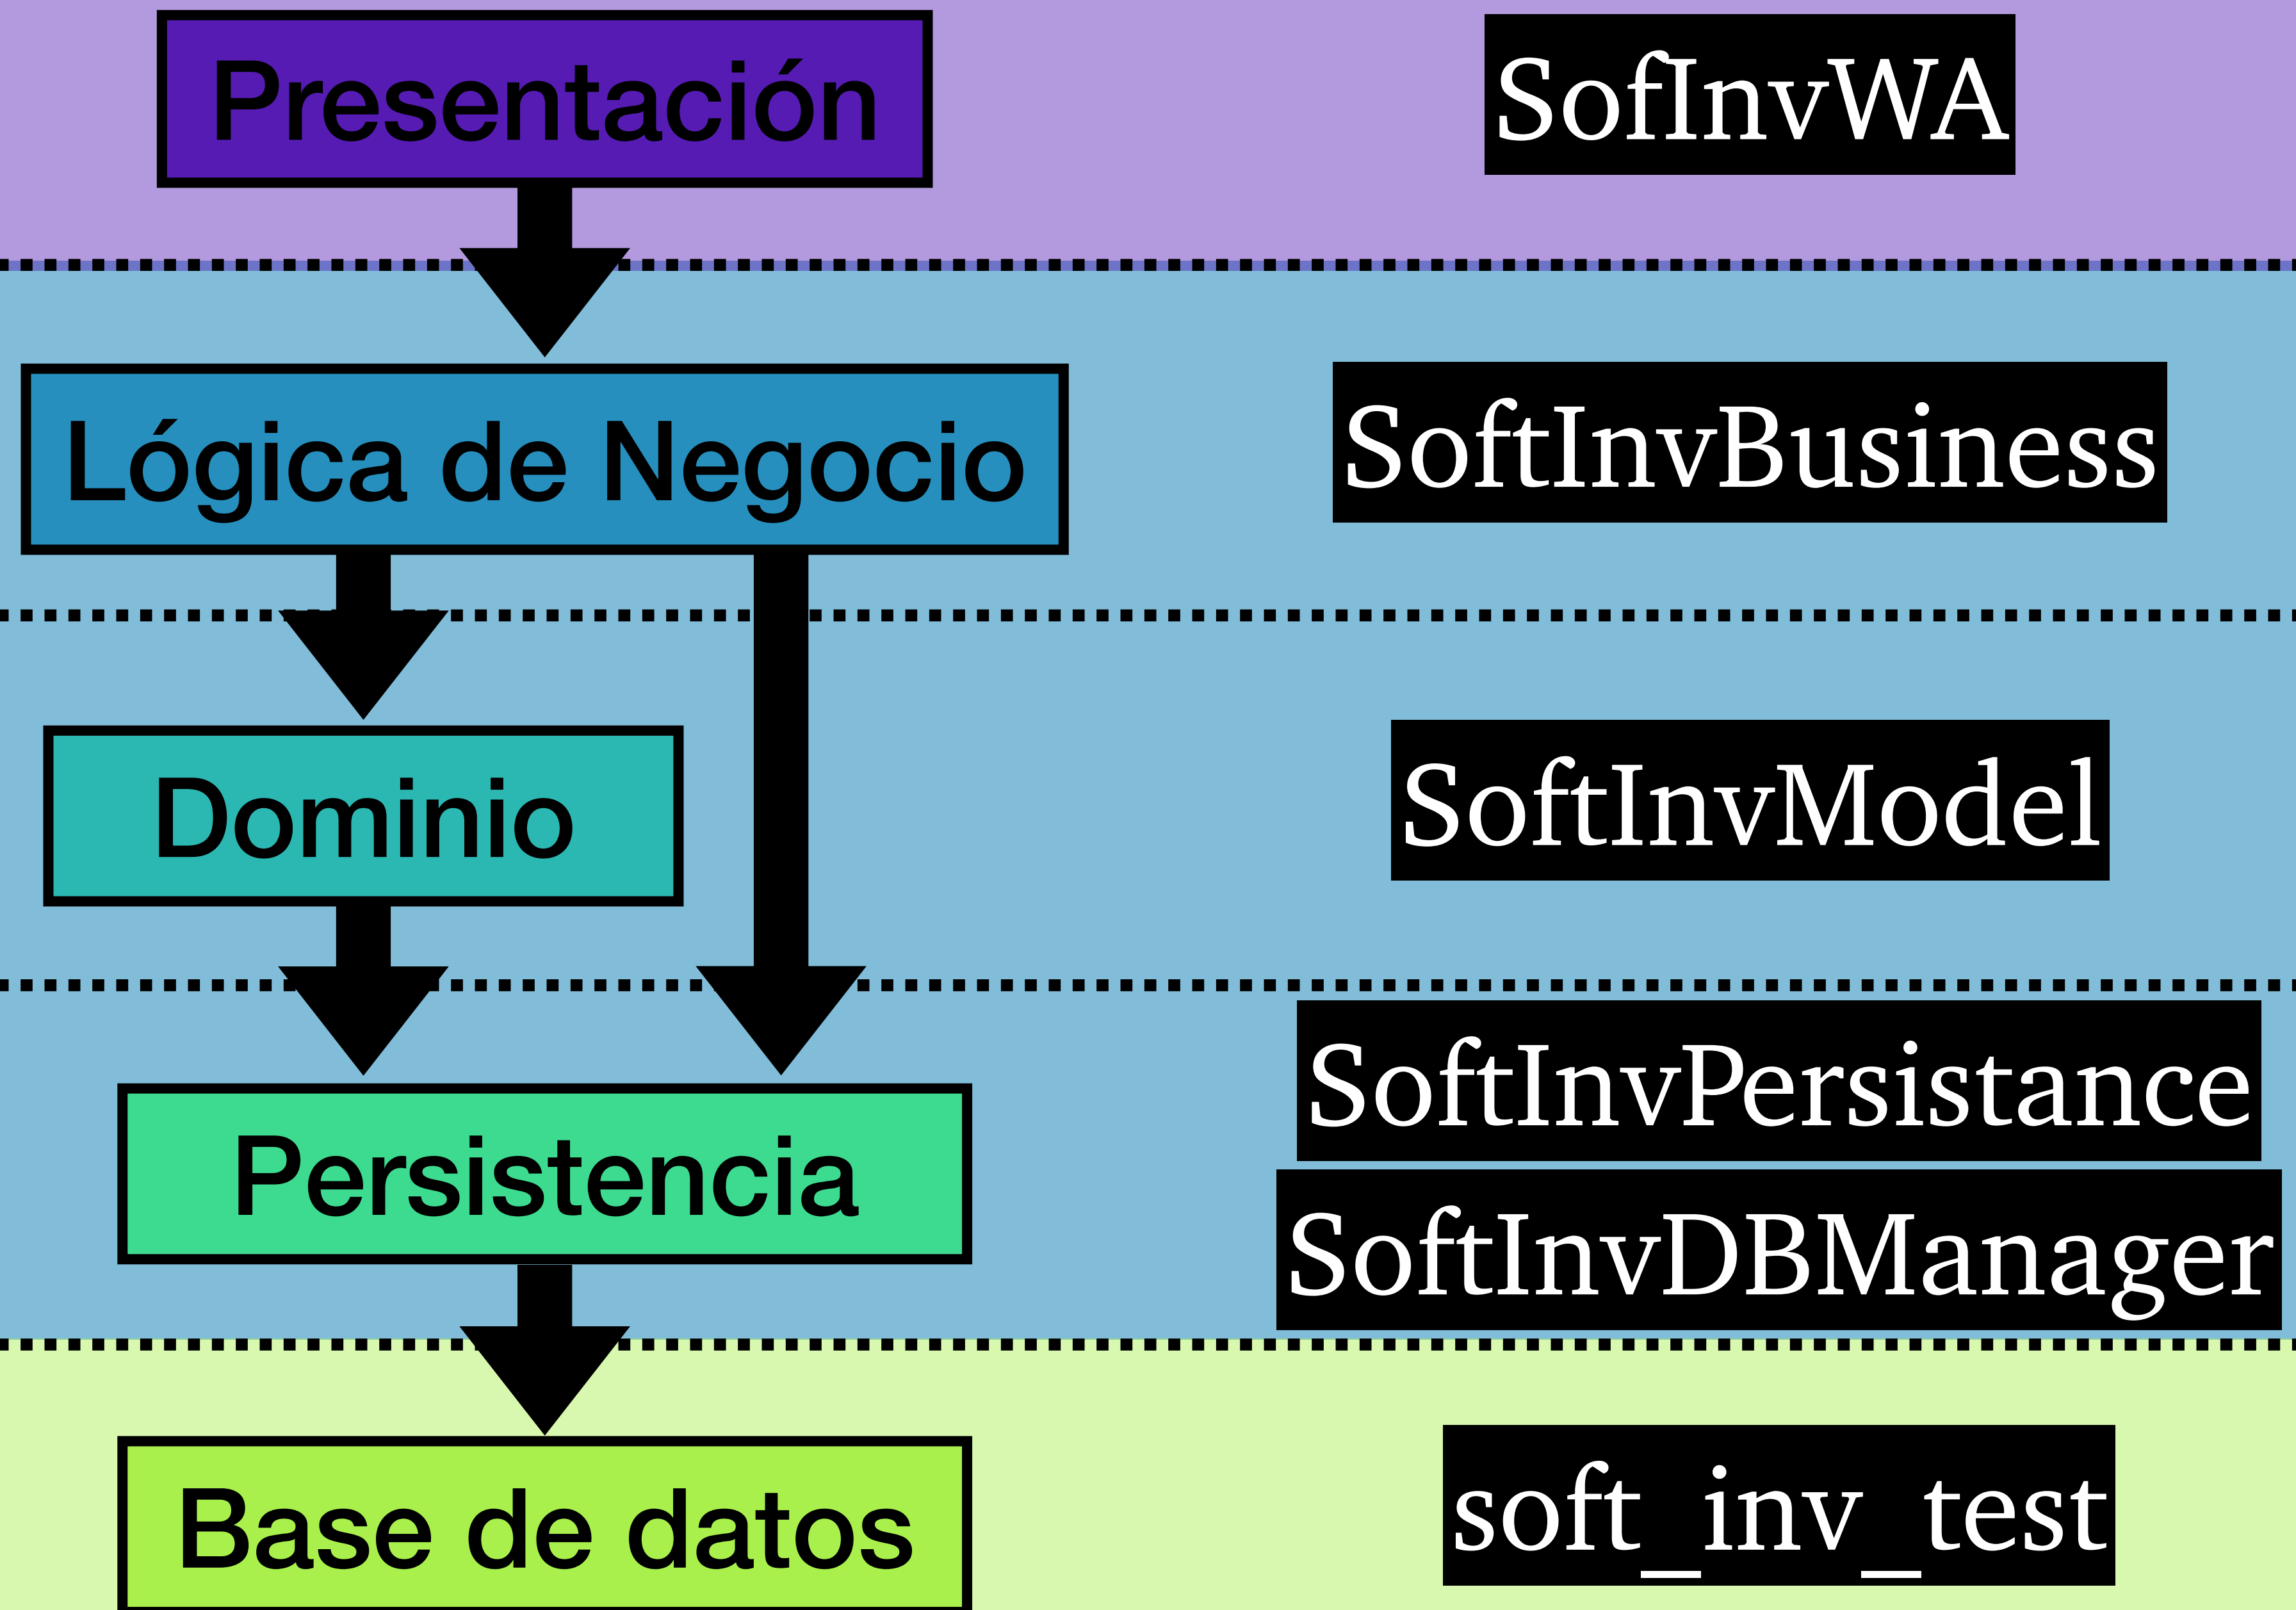 Presentación
SofInvWA
Lógica de Negocio
SoftInvBusiness
Dominio
SoftInvModel
Persistencia
SoftInvPersistance
SoftInvDBManager
Base de datos
soft_inv_test